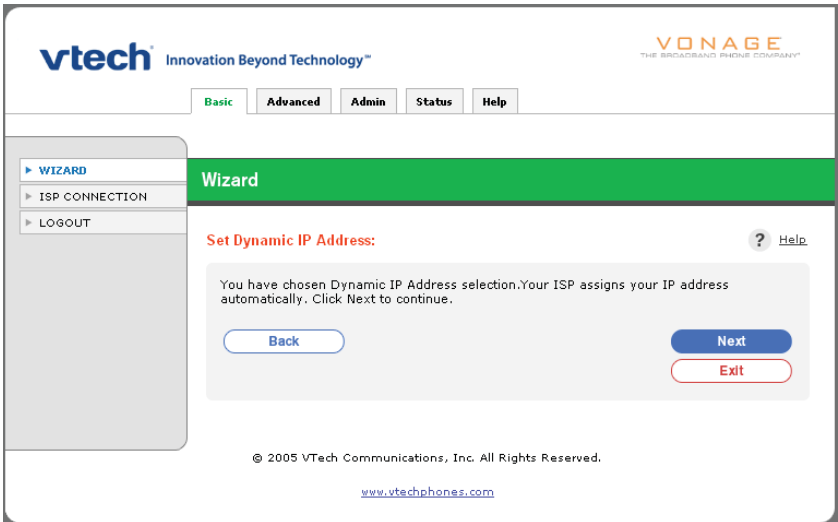 vtech Innovation Beyond Technology™
VONAGE
THE BROADBAND PHONE COMPANY℠
Basic Advanced Admin Status Help
WIZARD
ISP CONNECTION
LOGOUT
Wizard
Set Dynamic IP Address:
? Help
You have chosen Dynamic IP Address selection.Your ISP assigns your IP address
automatically. Click Next to continue.
Back Next
Exit
© 2005 VTech Communications, Inc. All Rights Reserved.
www.vtechphones.com